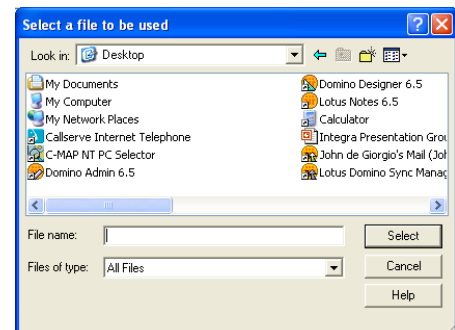 Select a file to be used
Look in: Desktop
My Documents
My Computer
My Network Places
Callserve Internet Telephone
C-MAP NT PC Selector
Domino Admin 6.5
Domino Designer 6.5
Lotus Notes 6.5
Calculator
Integra Presentation Grou
John de Giorgio's Mail (Joh
Lotus Domino Sync Manag
File name:
Select
Files of type: All Files
Cancel
Help